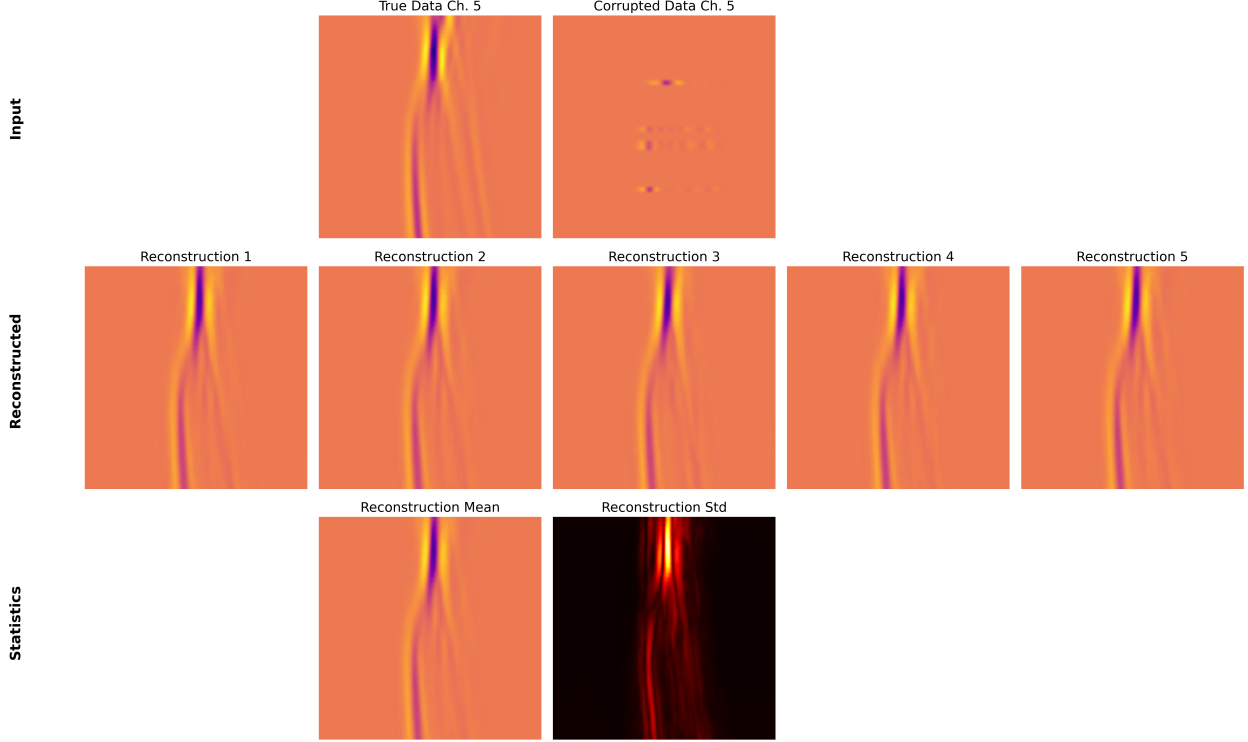 True Data Ch. 5
Corrupted Data Ch. 5
Input
Reconstruction 1
Reconstruction 2
Reconstruction 3
Reconstruction 4
Reconstruction 5
Reconstructed
Reconstruction Mean
Reconstruction Std
Statistics